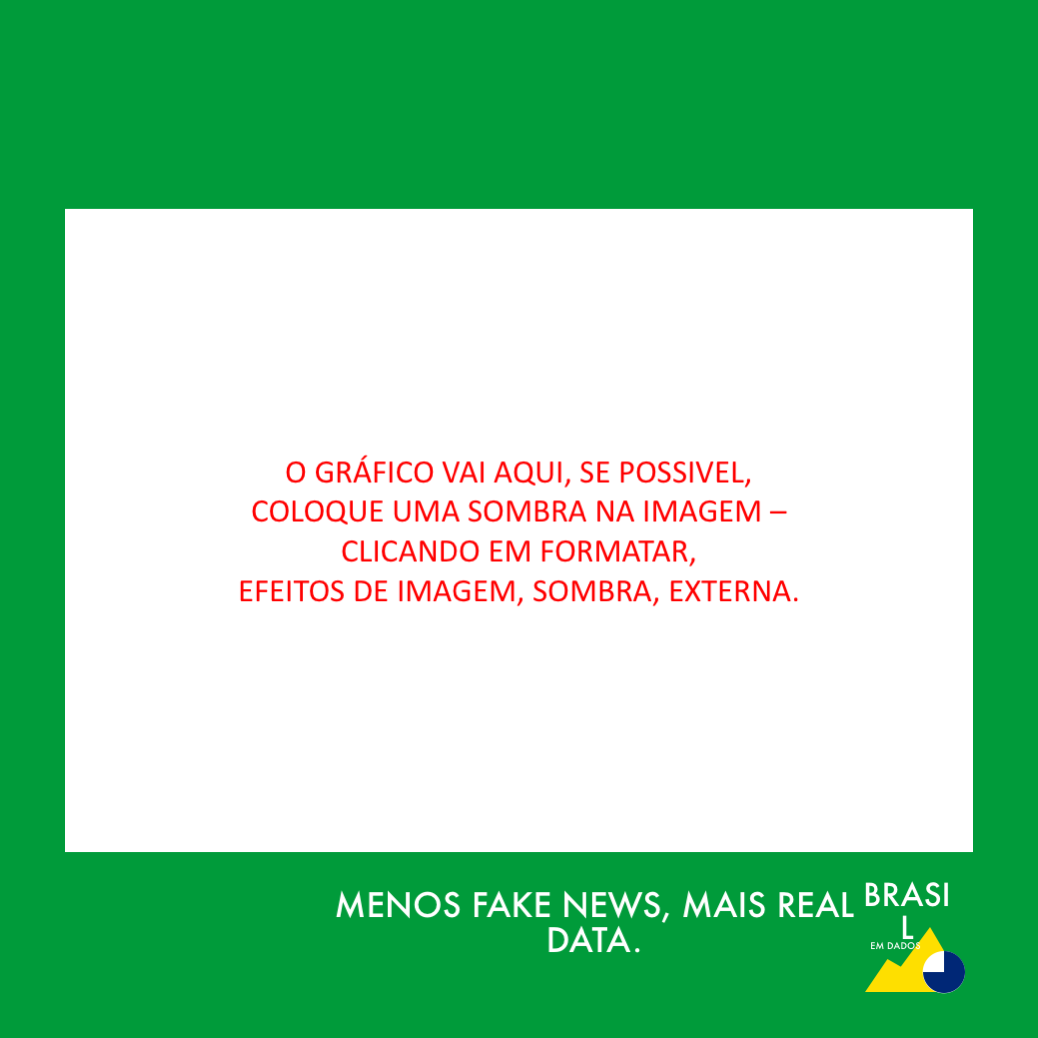 O GRÁFICO VAI AQUI, SE POSSIVEL,
COLOQUE UMA SOMBRA NA IMAGEM –
CLICANDO EM FORMATAR,
EFEITOS DE IMAGEM, SOMBRA, EXTERNA.
MENOS FAKE NEWS, MAIS REAL
DATA.
BRASI
L
EM DADOS